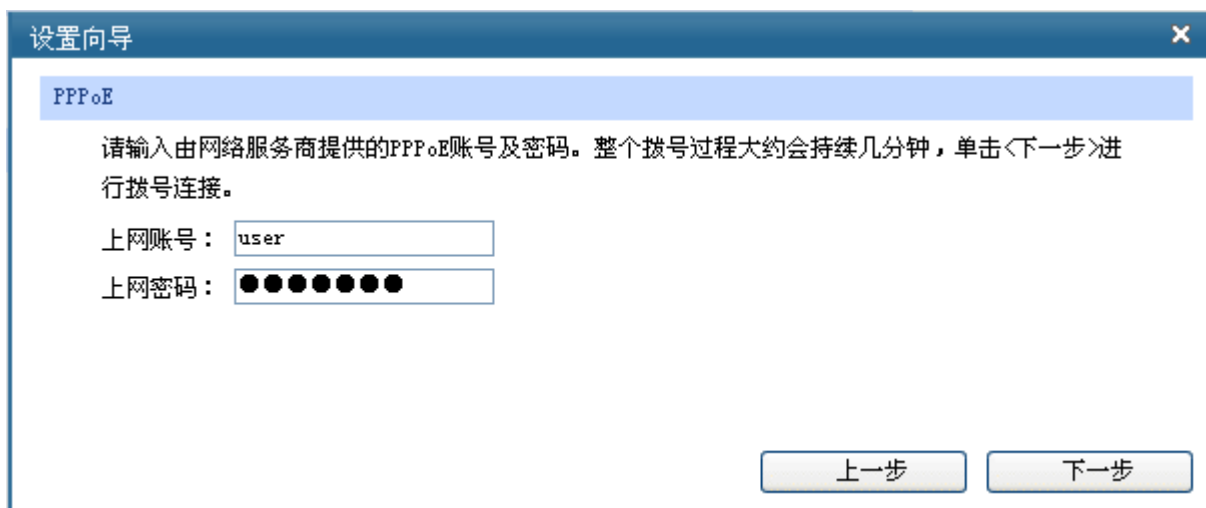 设置向导
PPPoE
请输入由网络服务商提供的PPPoE账号及密码。整个拨号过程大约会持续几分钟，单击<下一步>进
行拨号连接。
上网账号： user
上网密码： ●●●●●●●
上一步 下一步